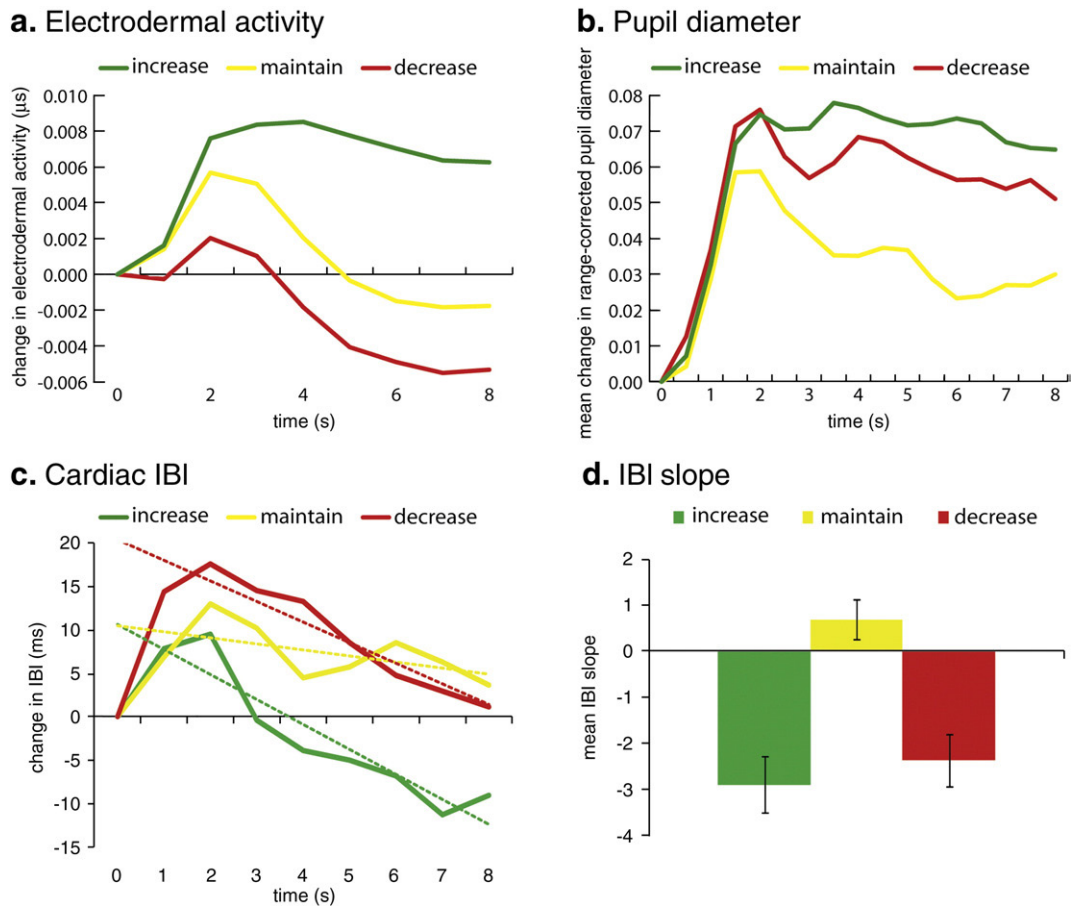 a. Electrodermal activity
increase maintain decrease
change in electrodermal activity (µs)
0.010
0.008
0.006
0.004
0.002
0.000
-0.002
-0.004
-0.006
0 2 4 6 8
time (s)
b. Pupil diameter
increase maintain decrease
mean change in range-corrected pupil diameter
0.08
0.07
0.06
0.05
0.04
0.03
0.02
0.01
0.00
0 1 2 3 4 5 6 7 8
time (s)
c. Cardiac IBI
increase maintain decrease
change in IBI (ms)
20
15
10
5
0
-5
-10
-15
0 1 2 3 4 5 6 7 8
time (s)
d. IBI slope
increase maintain decrease
mean IBI slope
2
1
0
-1
-2
-3
-4